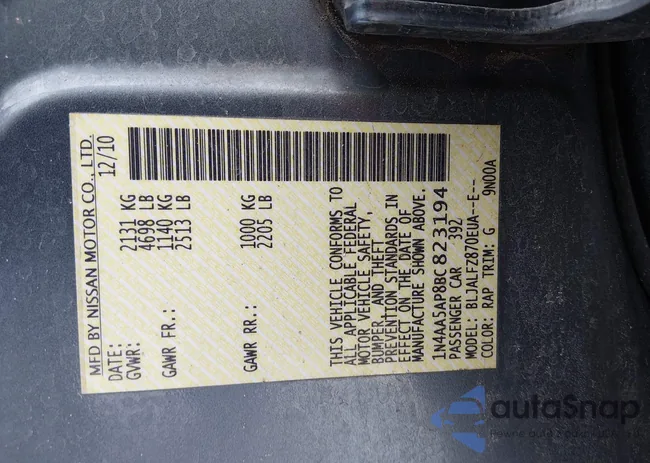 MFD BY NISSAN MOTOR CO., LTD.
DATE: 12/10
GVWR: 2131 KG
4698 LB
GAWR FR.: 1140 KG
2513 LB
GAWR RR.: 1000 KG
2205 LB
THIS VEHICLE CONFORMS TO
ALL APPLICABLE FEDERAL
MOTOR VEHICLE SAFETY,
BUMPER, AND THEFT
PREVENTION STANDARDS IN
EFFECT ON THE DATE OF
MANUFACTURE SHOWN ABOVE.
1N4AA5AP8BC823194
PASSENGER CAR 392
MODEL: BLJALFZ870EUA--E--
COLOR: RAP TRIM: G 9N00A
autoSnap